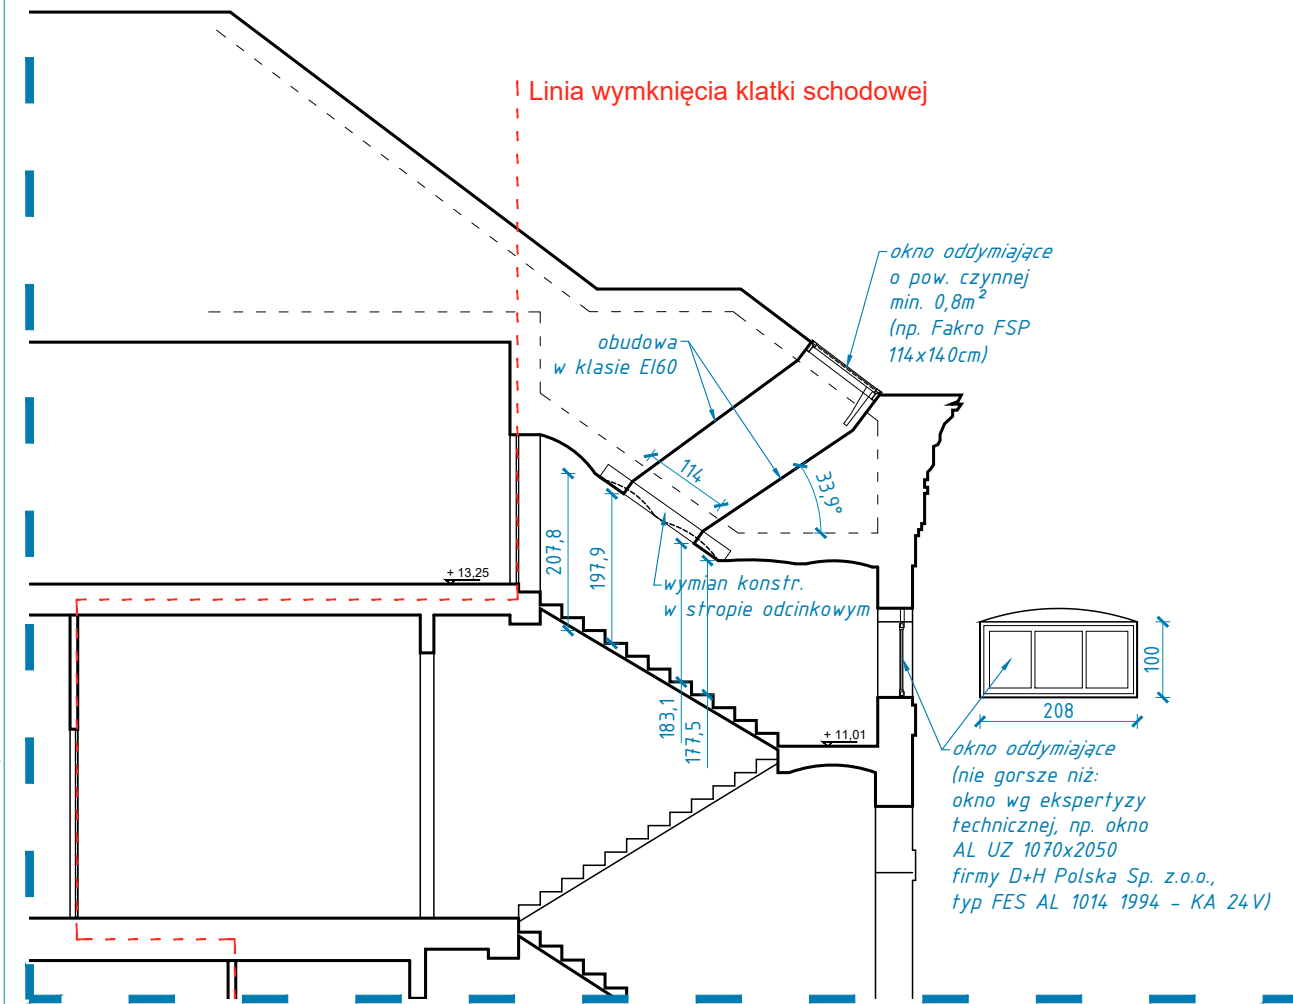 Linia wymknięcia klatki schodowej
okno oddymiające
o pow. czynnej
min. 0,8m²
(np. Fakro FSP
114x140cm)
obudowa
w klasie EI60
114
33,9°
207,8
197,9
+ 13,25
wymian konstr.
w stropie odcinkowym
183,1
177,5
+ 11,01
100
208
okno oddymiające
(nie gorsze niż:
okno wg ekspertyzy
technicznej, np. okno
AL UZ 1070x2050
firmy D+H Polska Sp. z.o.o.,
typ FES AL 1014 1994 - KA 24V)